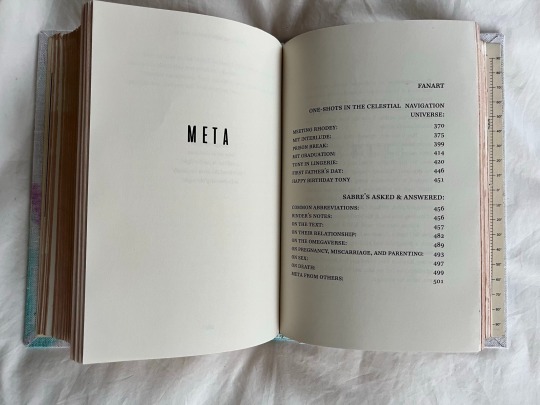 META
FANART
ONE-SHOTS IN THE CELESTIAL NAVIGATION
UNIVERSE:
MEETING RHODEY: 370
MIT INTERLUDE: 375
PRISON BREAK: 399
MIT GRADUATION: 414
TONY IN LINGERIE: 420
FIRST FATHER'S DAY: 446
HAPPY BIRTHDAY TONY 451
SABRE'S ASKED & ANSWERED:
COMMON ABBREVIATIONS: 456
BINDER'S NOTES: 456
ON THE TEXT: 457
ON THEIR RELATIONSHIP: 482
ON THE OMEGAVERSE: 489
ON PREGNANCY, MISCARRIAGE, AND PARENTING: 493
ON SEX: 497
ON DEATH: 499
META FROM OTHERS: 501